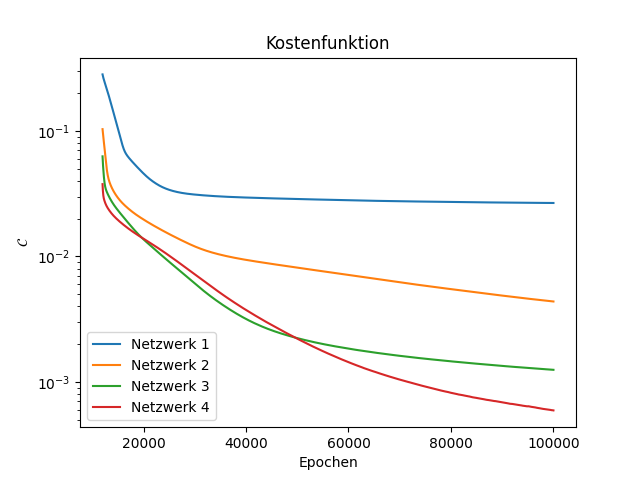 Kostenfunktion
10⁻¹
10⁻²
10⁻³
𝒞
Netzwerk 1
Netzwerk 2
Netzwerk 3
Netzwerk 4
20000 40000 60000 80000 100000
Epochen